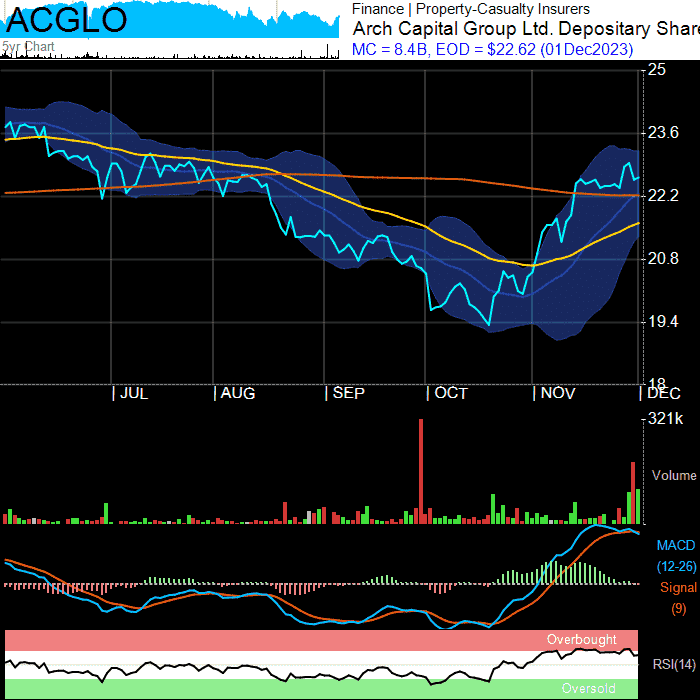 ACGLO
5yr Chart
Finance | Property-Casualty Insurers
Arch Capital Group Ltd. Depositary Share
MC = 8.4B, EOD = $22.62 (01Dec2023)
25
23.6
22.2
20.8
19.4
18
| JUL | AUG | SEP | OCT | NOV | DEC
321k
Volume
MACD
(12-26)
Signal
(9)
Overbought
RSI(14)
Oversold